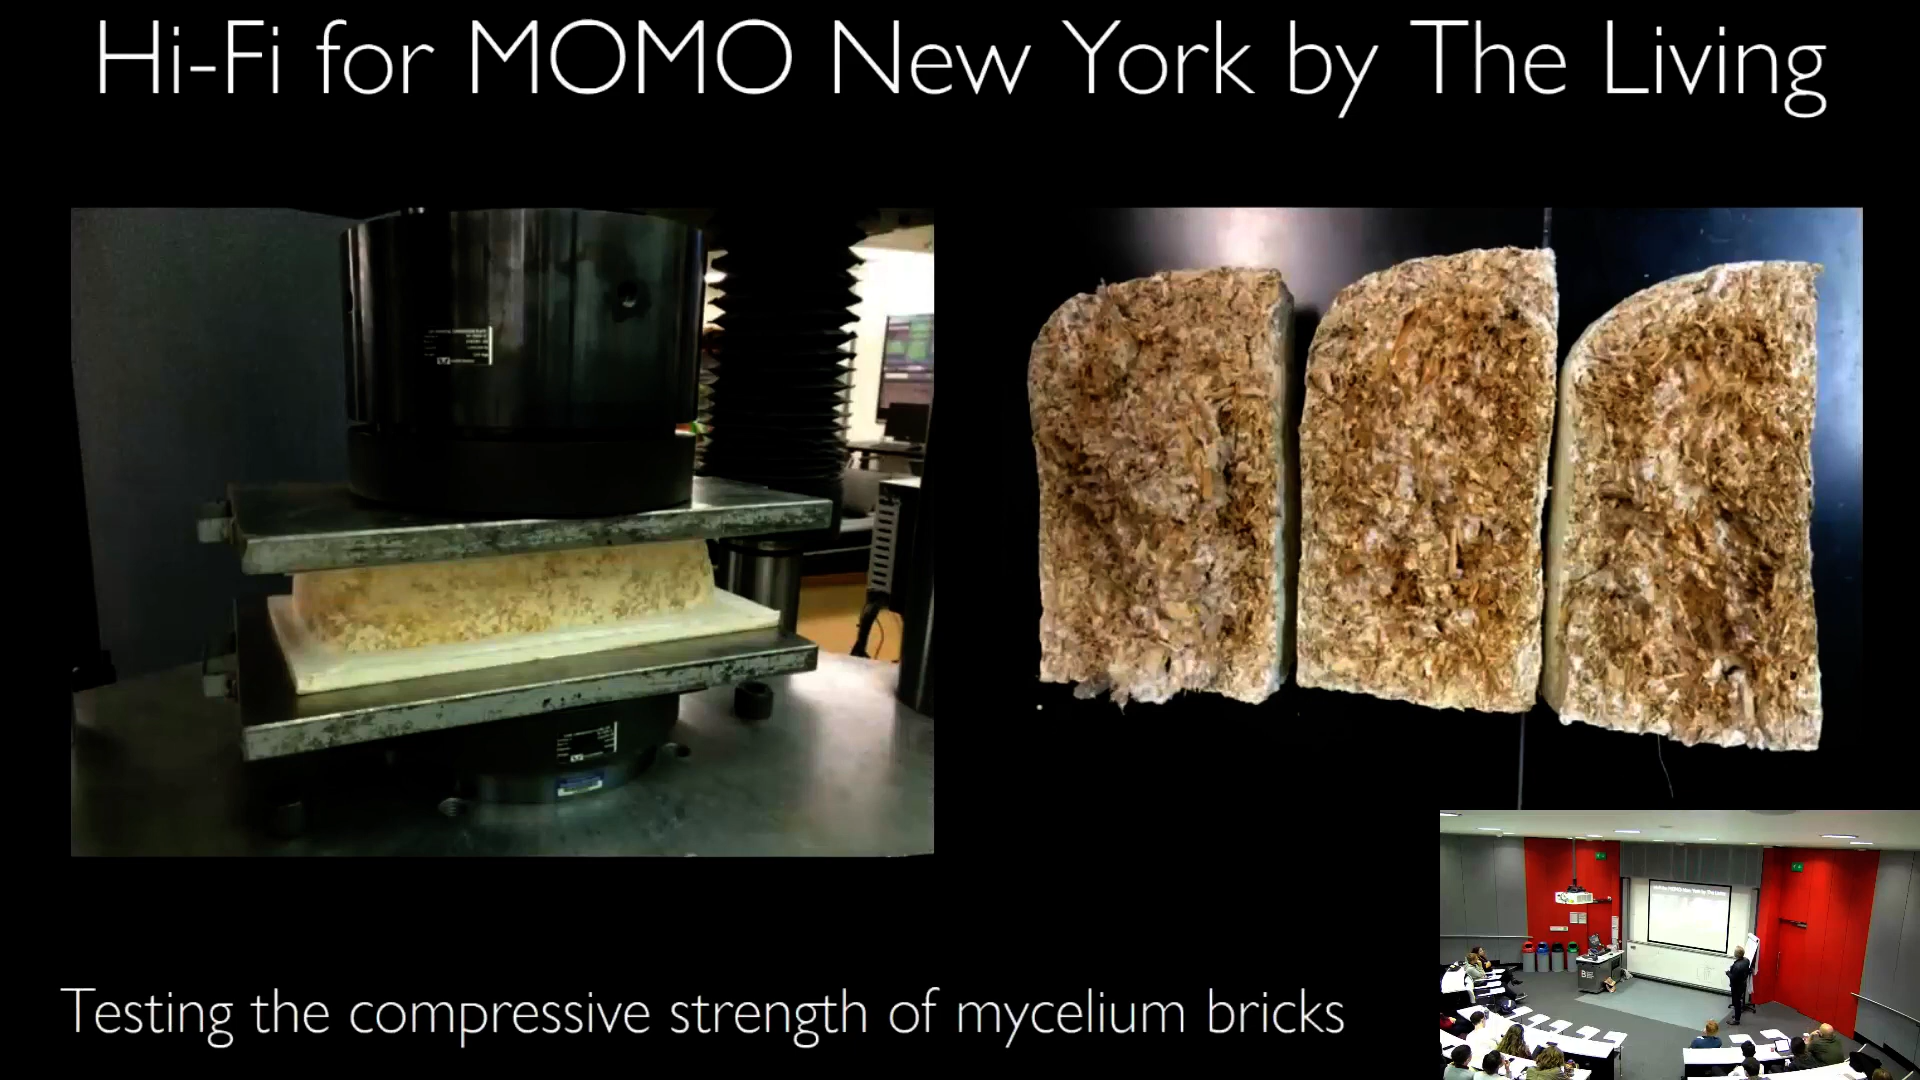 Hi-Fi for MOMO New York by The Living
Testing the compressive strength of mycelium bricks